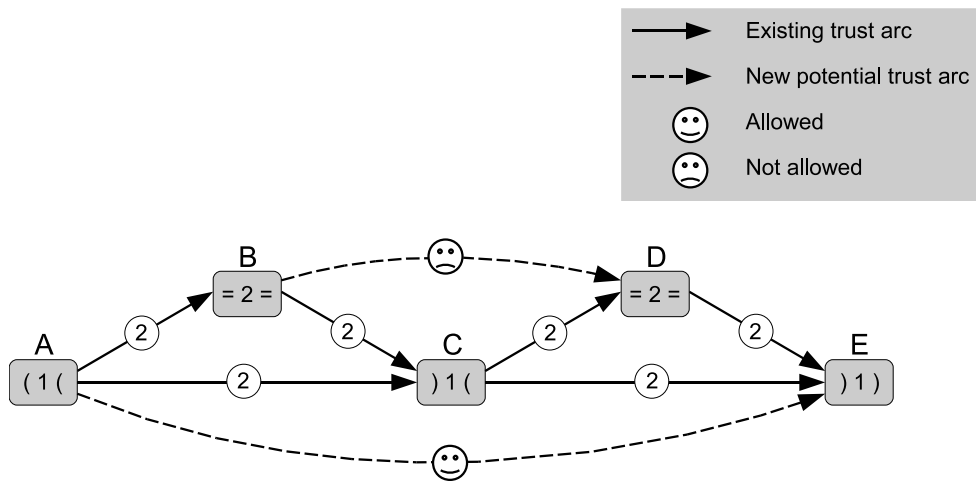 Existing trust arc
New potential trust arc
Allowed
Not allowed
B
D
= 2 =
= 2 =
A
2
2
C
2
2
E
( 1 (
2
) 1 (
2
) 1 )